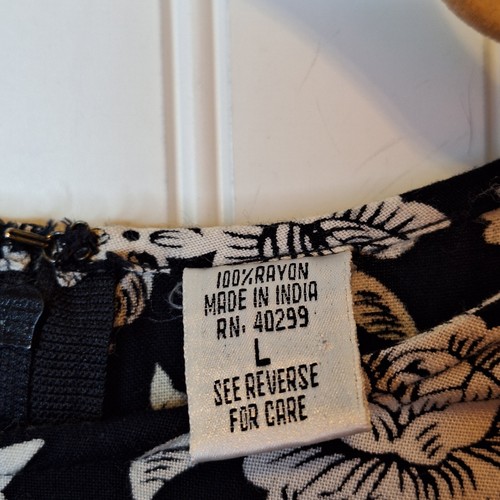 100% RAYON
MADE IN INDIA
RN. 40299
L
SEE REVERSE
FOR CARE